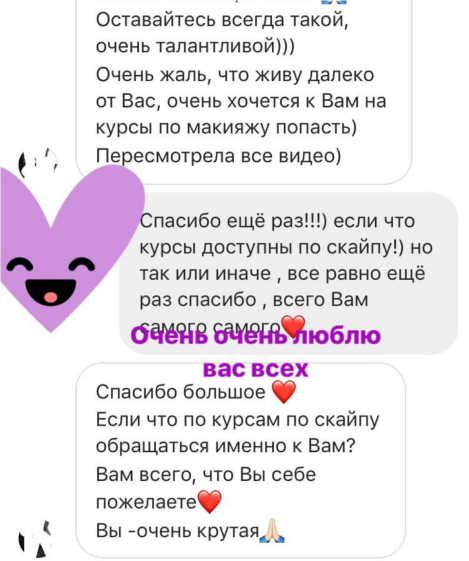 Оставайтесь всегда такой,
очень талантливой)))
Очень жаль, что живу далеко
от Вас, очень хочется к Вам на
курсы по макияжу попасть)
Пересмотрела все видео)
Спасибо ещё раз!!!) если что
курсы доступны по скайпу!) но
так или иначе , все равно ещё
раз спасибо , всего Вам
самого самого❤️
Очень очень люблю
вас всех
Спасибо большое ❤️
Если что по курсам по скайпу
обращаться именно к Вам?
Вам всего, что Вы себе
пожелаете❤️
Вы -очень крутая🙏🏻